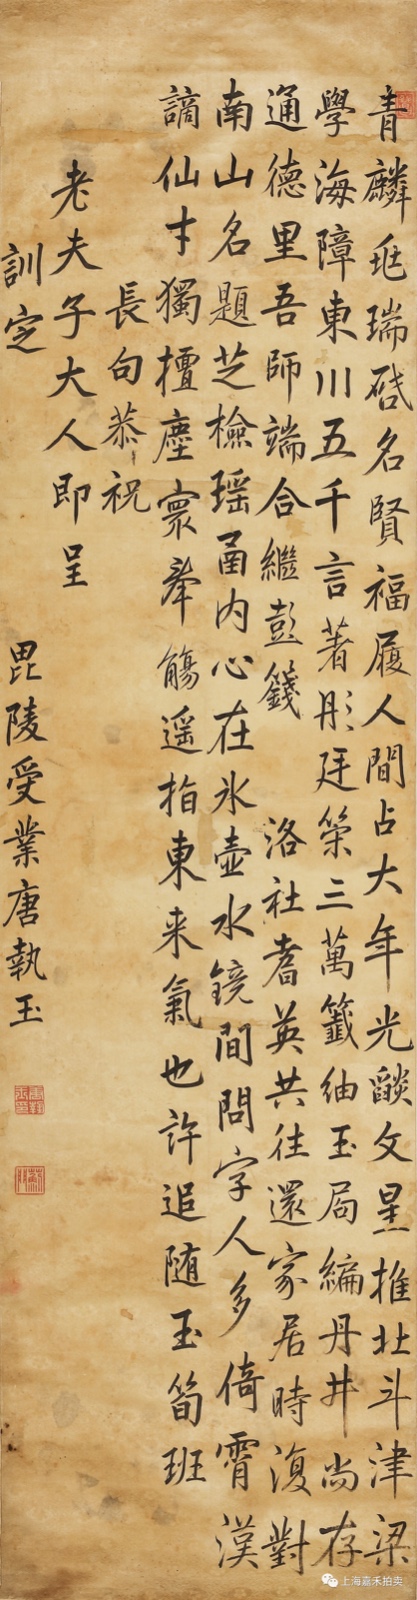 青麟砙瑞啓名賢福履人間占大年光燄文星推北斗津梁
學海障東川五千言著彤廷策三萬籤紬玉局編丹井尚存
通德里吾師端合繼彭籛　洛社耆英共往還家居時復對
南山名題芝檢瑶函内心在氷壺水鏡間問字人多倚霄漢
謫仙才獨擅塵寰舉觴遥指東来氣也許追随玉筍班
長句恭祝
老夫子大人即呈
訓定
毘陵受業唐執玉
上海嘉禾拍卖